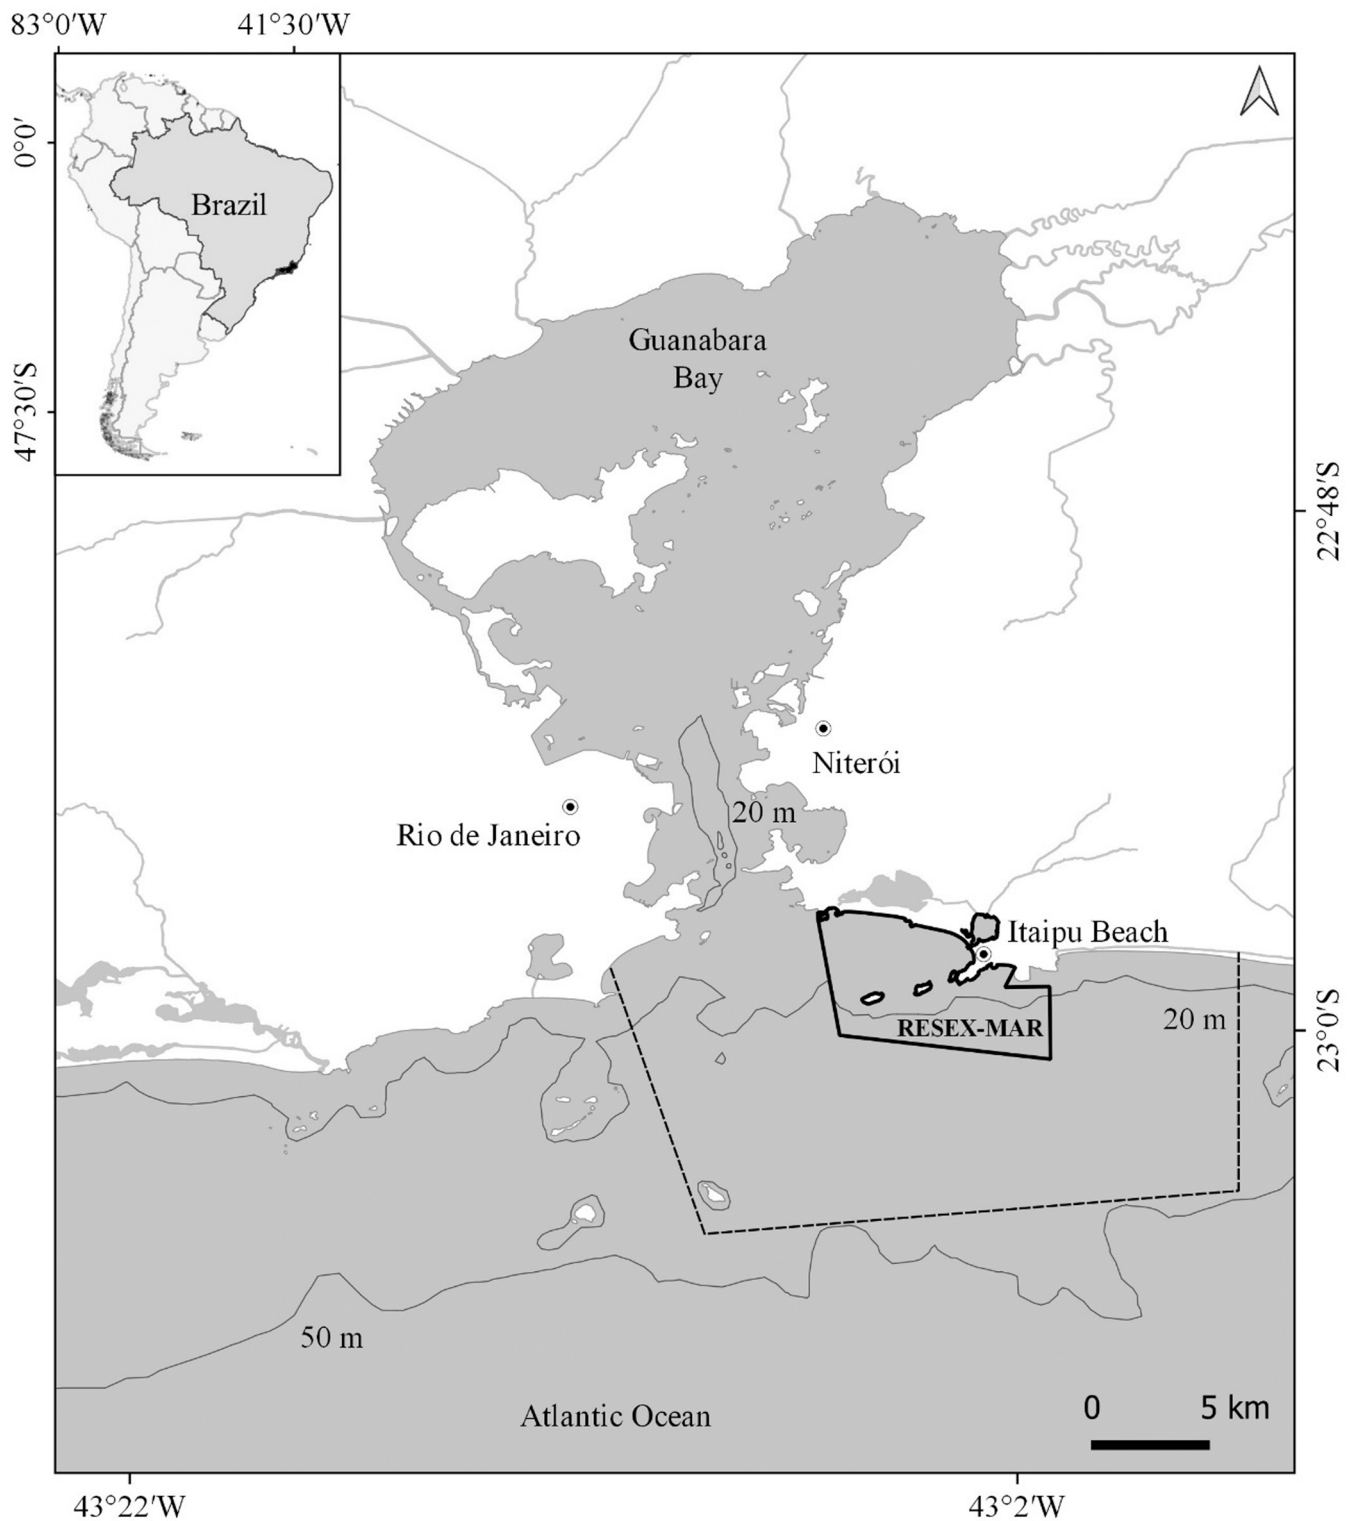 83°0'W 41°30'W
0°0'
Brazil
47°30'S
Guanabara
Bay
22°48'S
Niterói
20 m
Rio de Janeiro
Itaipu Beach
RESEX-MAR
20 m
23°0'S
50 m
Atlantic Ocean
0 5 km
43°22'W 43°2'W